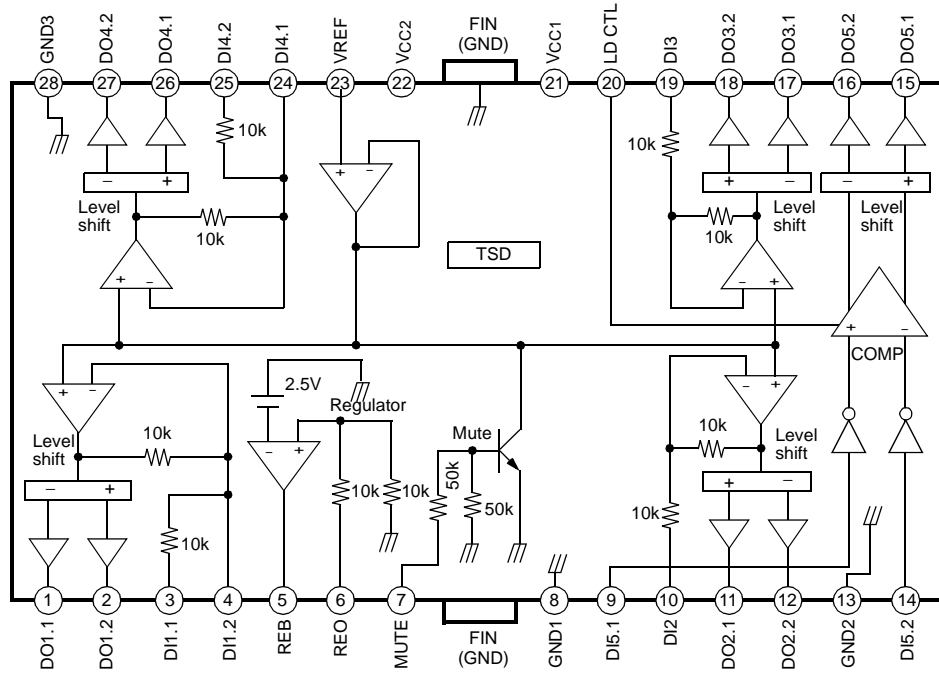 GND3
DO4.2
DO4.1
DI4.2
DI4.1
VREF
VCC2
FIN
(GND)
VCC1
LD CTL
DI3
DO3.2
DO3.1
DO5.2
DO5.1
28
27
26
25
24
23
22
21
20
19
18
17
16
15
10k
10k
+
-
-
+
+
-
-
+
Level
shift
10k
10k
Level
shift
Level
shift
TSD
+
-
-
+
+
-
COMP
+
-
2.5V
-
+
Regulator
Level
shift
10k
-
+
Mute
10k
Level
shift
-
+
50k
10k
10k
50k
+
-
10k
10k
1
2
3
4
5
6
7
8
9
10
11
12
13
14
DO1.1
DO1.2
DI1.1
DI1.2
REB
REO
MUTE
FIN
(GND)
GND1
DI5.1
DI2
DO2.1
DO2.2
GND2
DI5.2